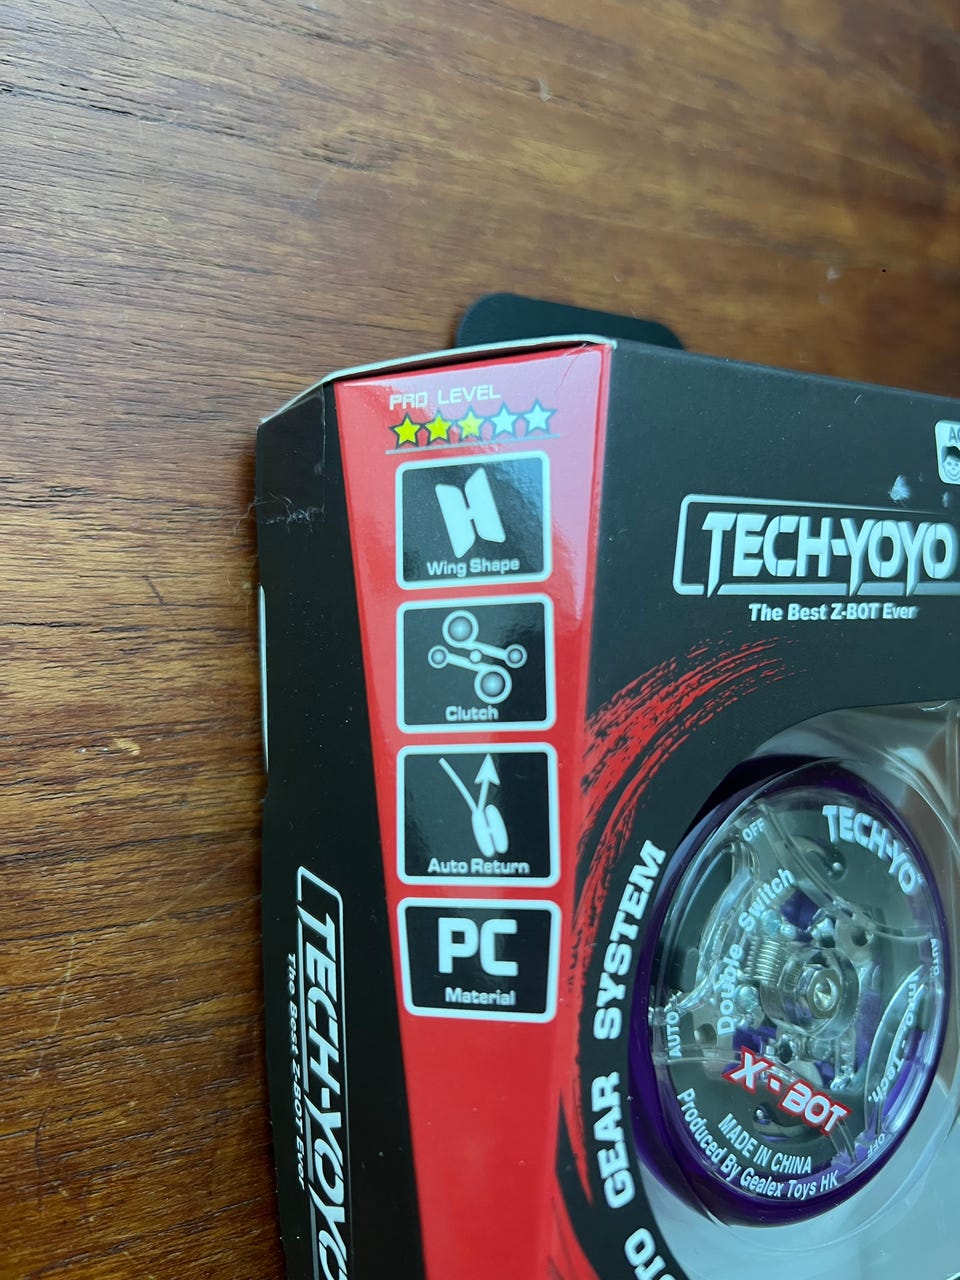 PRO LEVEL
Wing Shape
Clutch
Auto Return
PC
Material
TECH-YOYO
The Best Z-BOT Ever
GEAR SYSTEM
OFF
TECH-YO
Double Switch
AUTO
AUTO
X-BOT
MADE IN CHINA
Produced By Gealex Toys HK
OFF
TECH-YOYO
The Best Z-BOT Ever